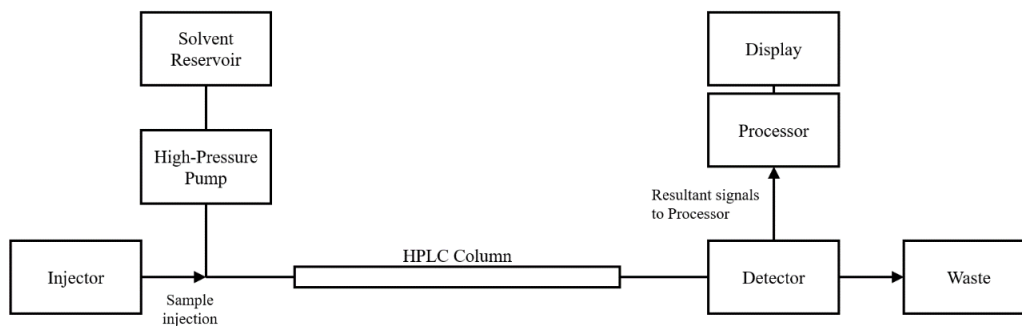 Solvent
Reservoir
Display
High-Pressure
Pump
Processor
Resultant signals
to Processor
HPLC Column
Injector
Sample
injection
Detector
Waste